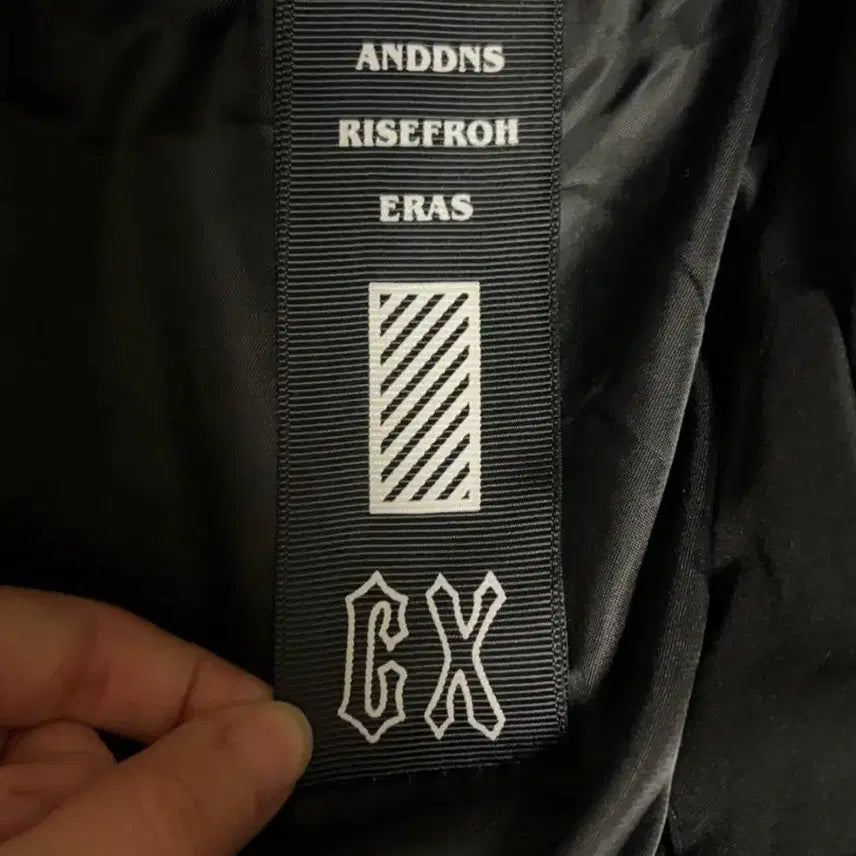 ANDDNS
RISEFROH
ERAS
CX